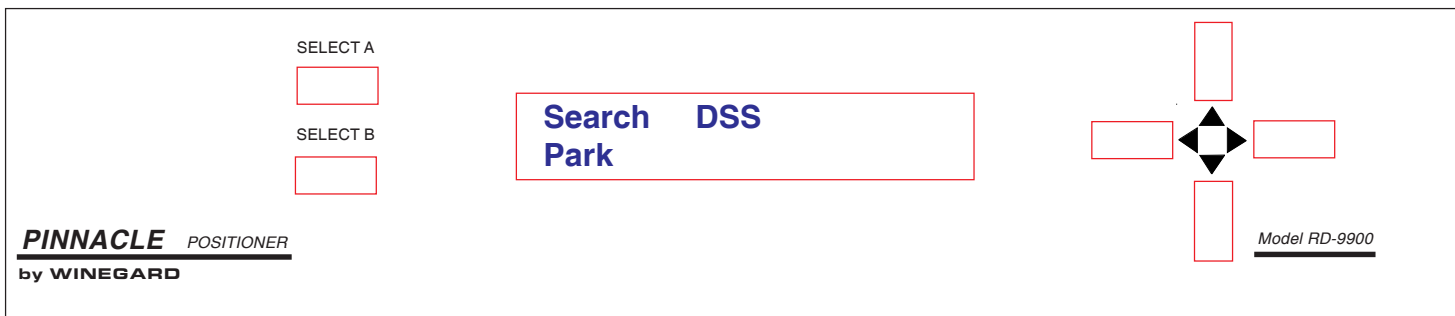 SELECT A
Search DSS
SELECT B
Park
PINNACLE POSITIONER
Model RD-9900
by WINEGARD